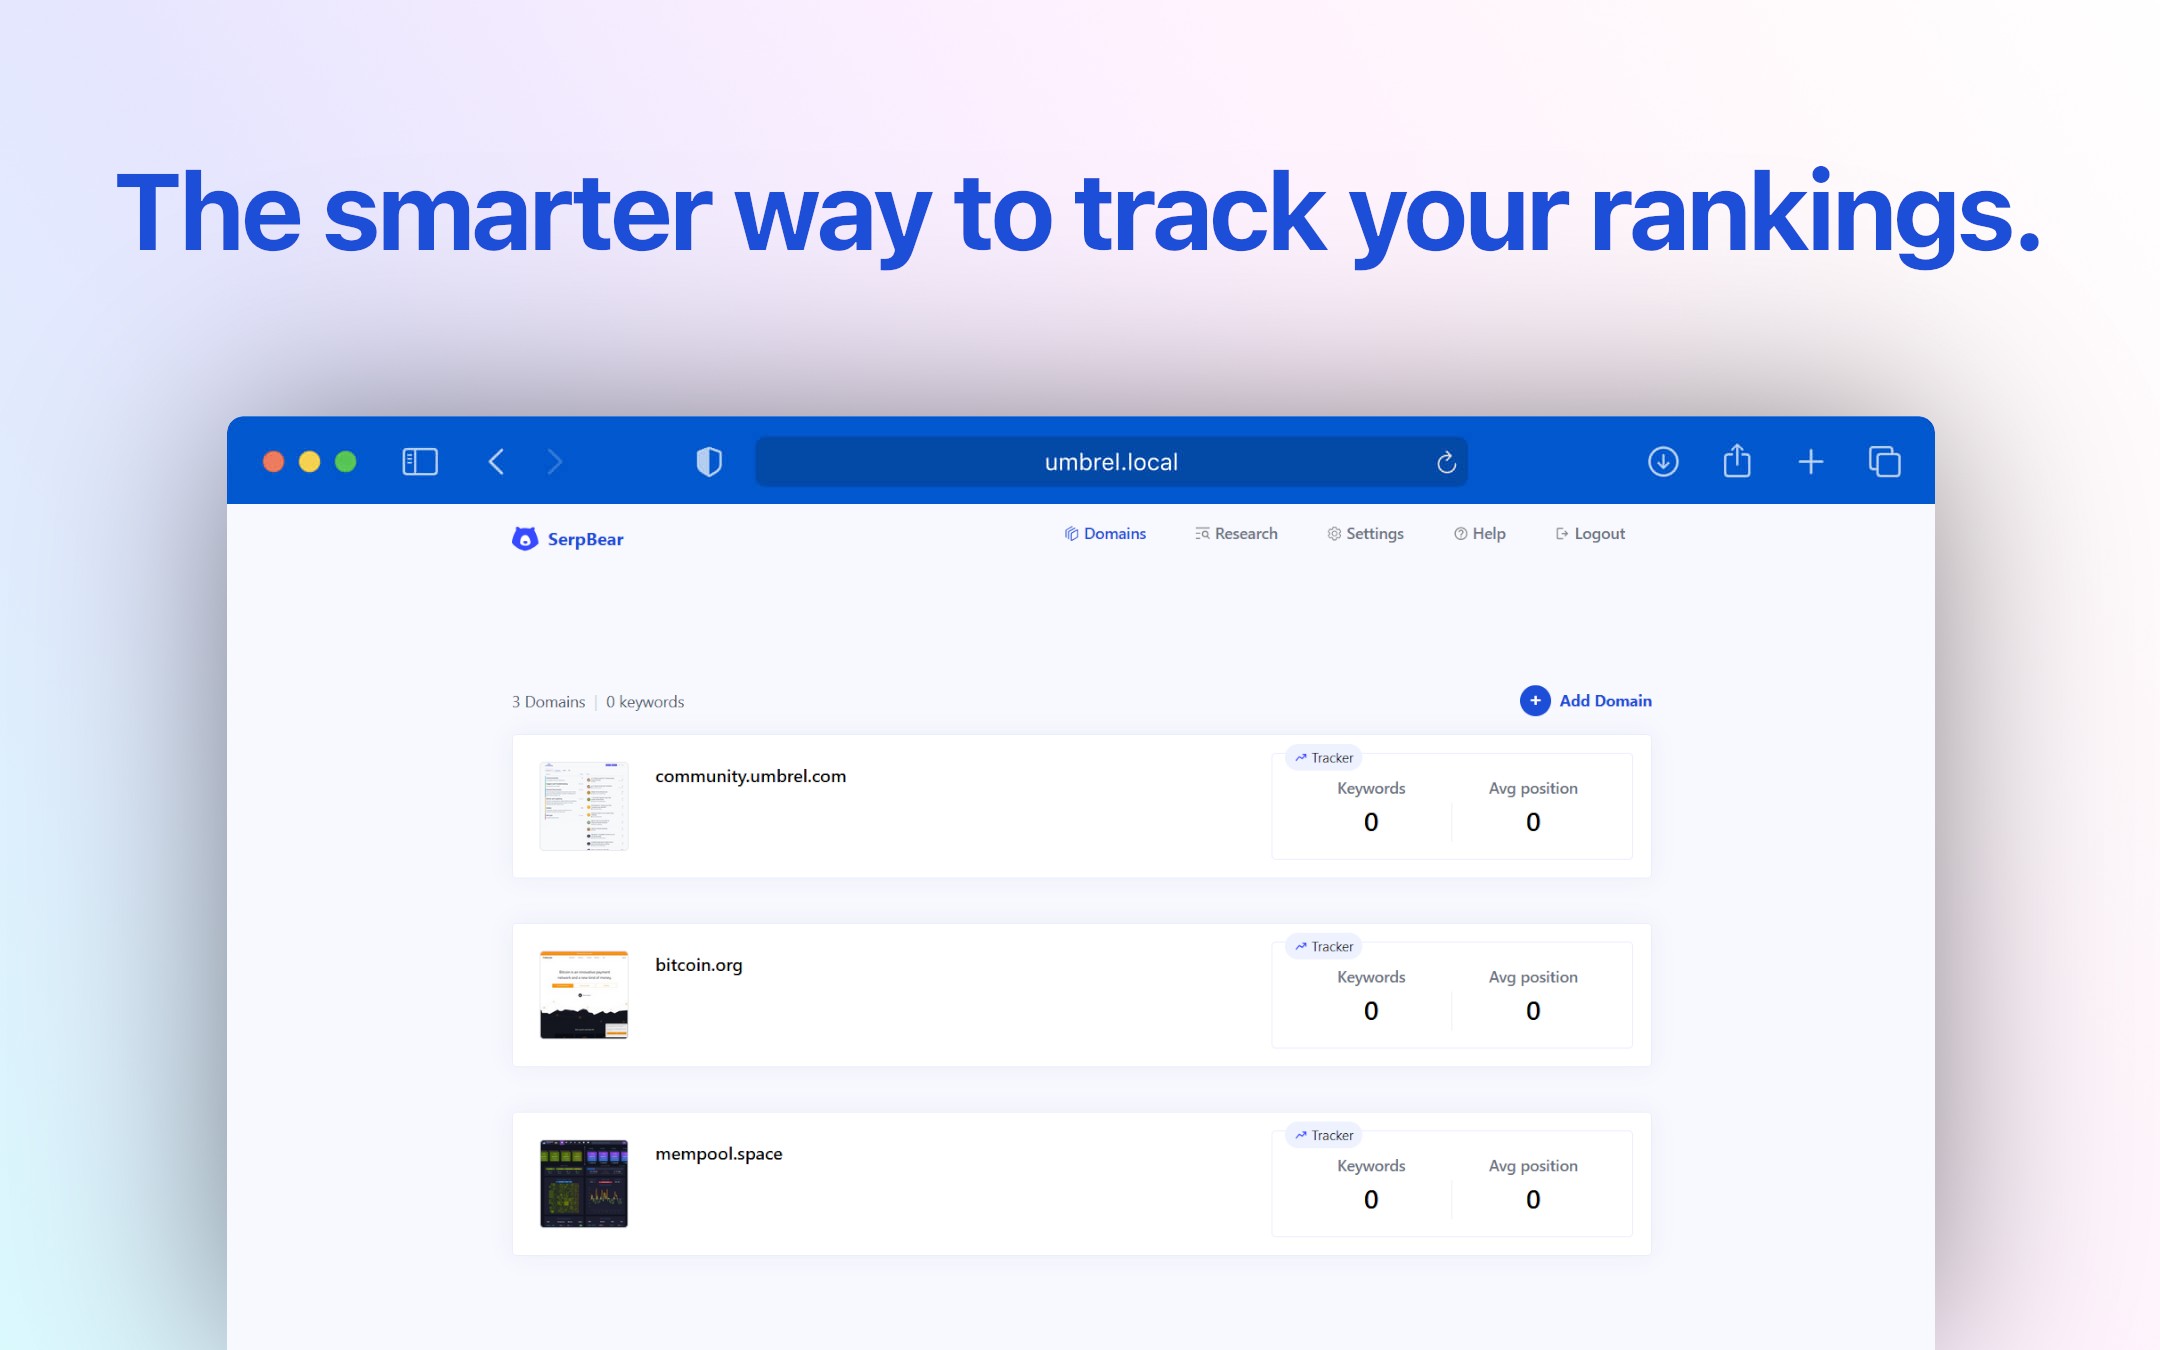 The smarter way to track your rankings.
umbrel.local
SerpBear
Domains Research Settings Help Logout
3 Domains | 0 keywords
Add Domain
community.umbrel.com
Tracker
Keywords Avg position
0 0
bitcoin.org
Tracker
Keywords Avg position
0 0
mempool.space
Tracker
Keywords Avg position
0 0